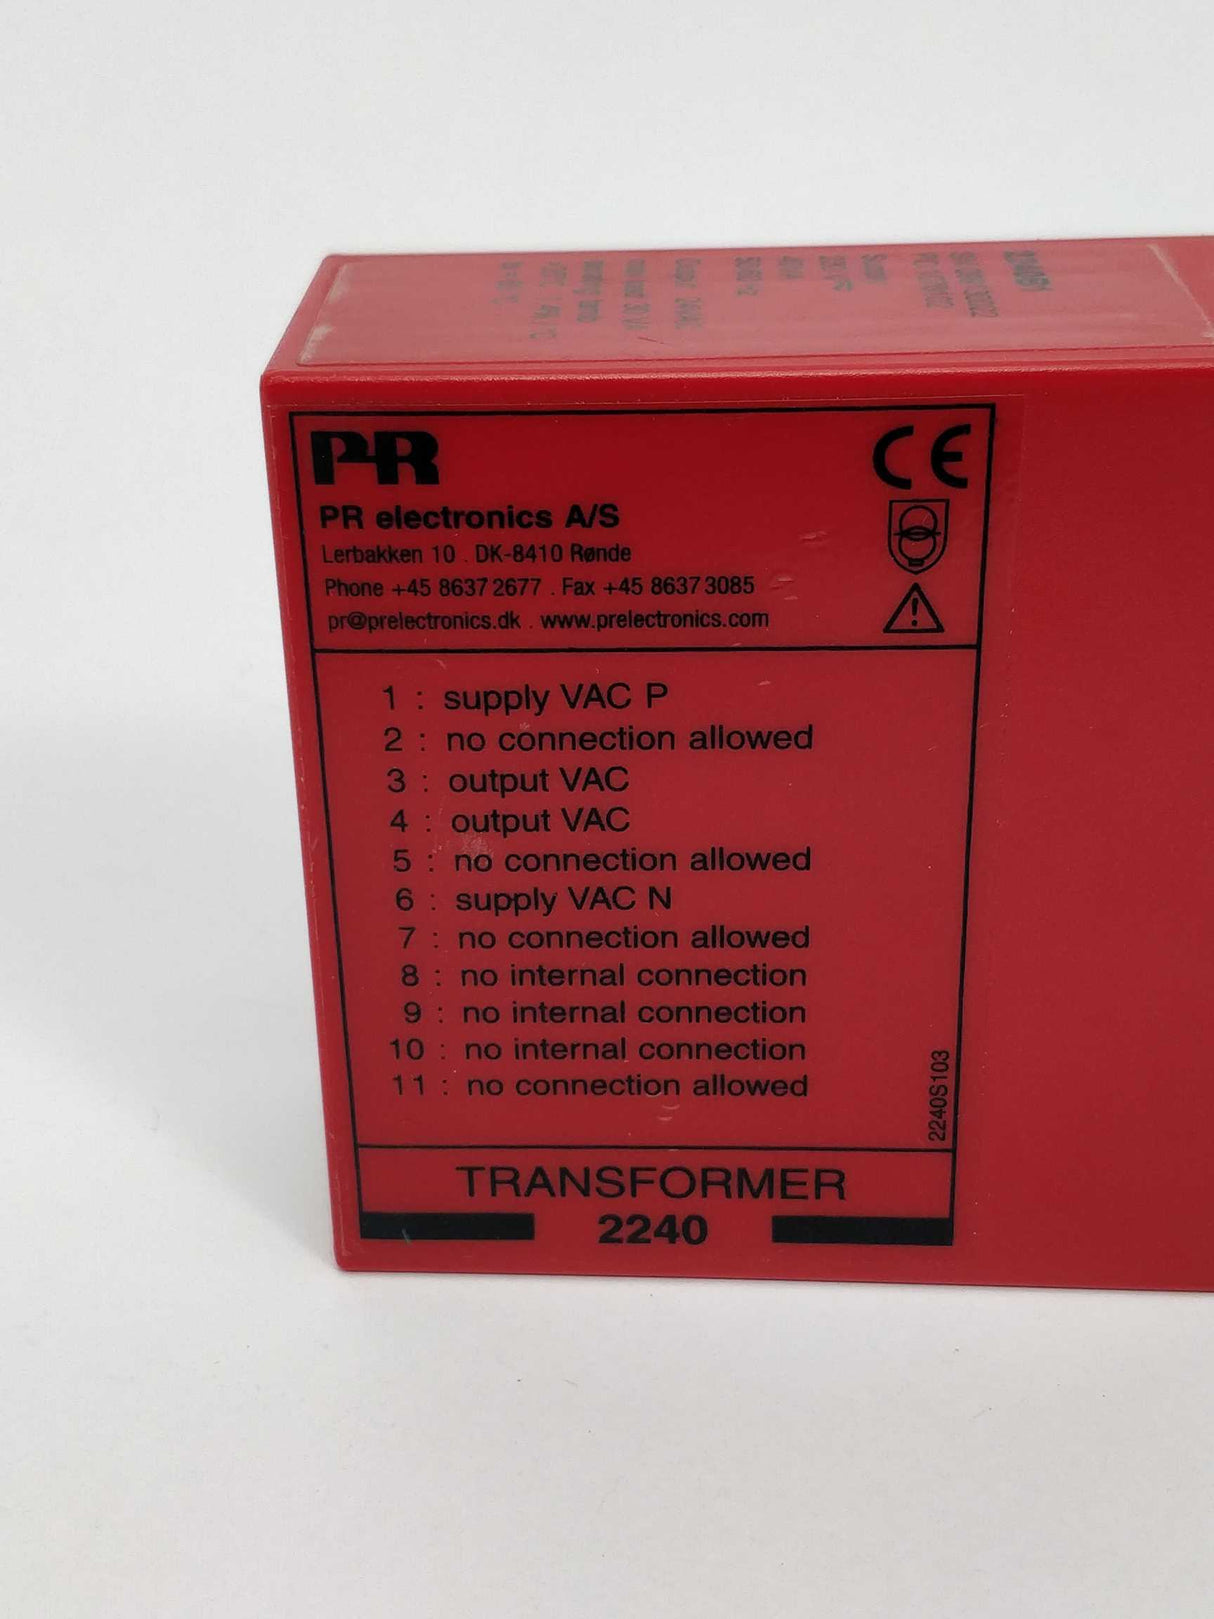 PR
CE
PR electronics A/S
Lerbakken 10 . DK-8410 Rønde
Phone +45 8637 2677 . Fax +45 8637 3085
pr@prelectronics.dk . www.prelectronics.com
1 : supply VAC P
2 : no connection allowed
3 : output VAC
4 : output VAC
5 : no connection allowed
6 : supply VAC N
7 : no connection allowed
8 : no internal connection
9 : no internal connection
10 : no internal connection
11 : no connection allowed
2240S103
TRANSFORMER
2240